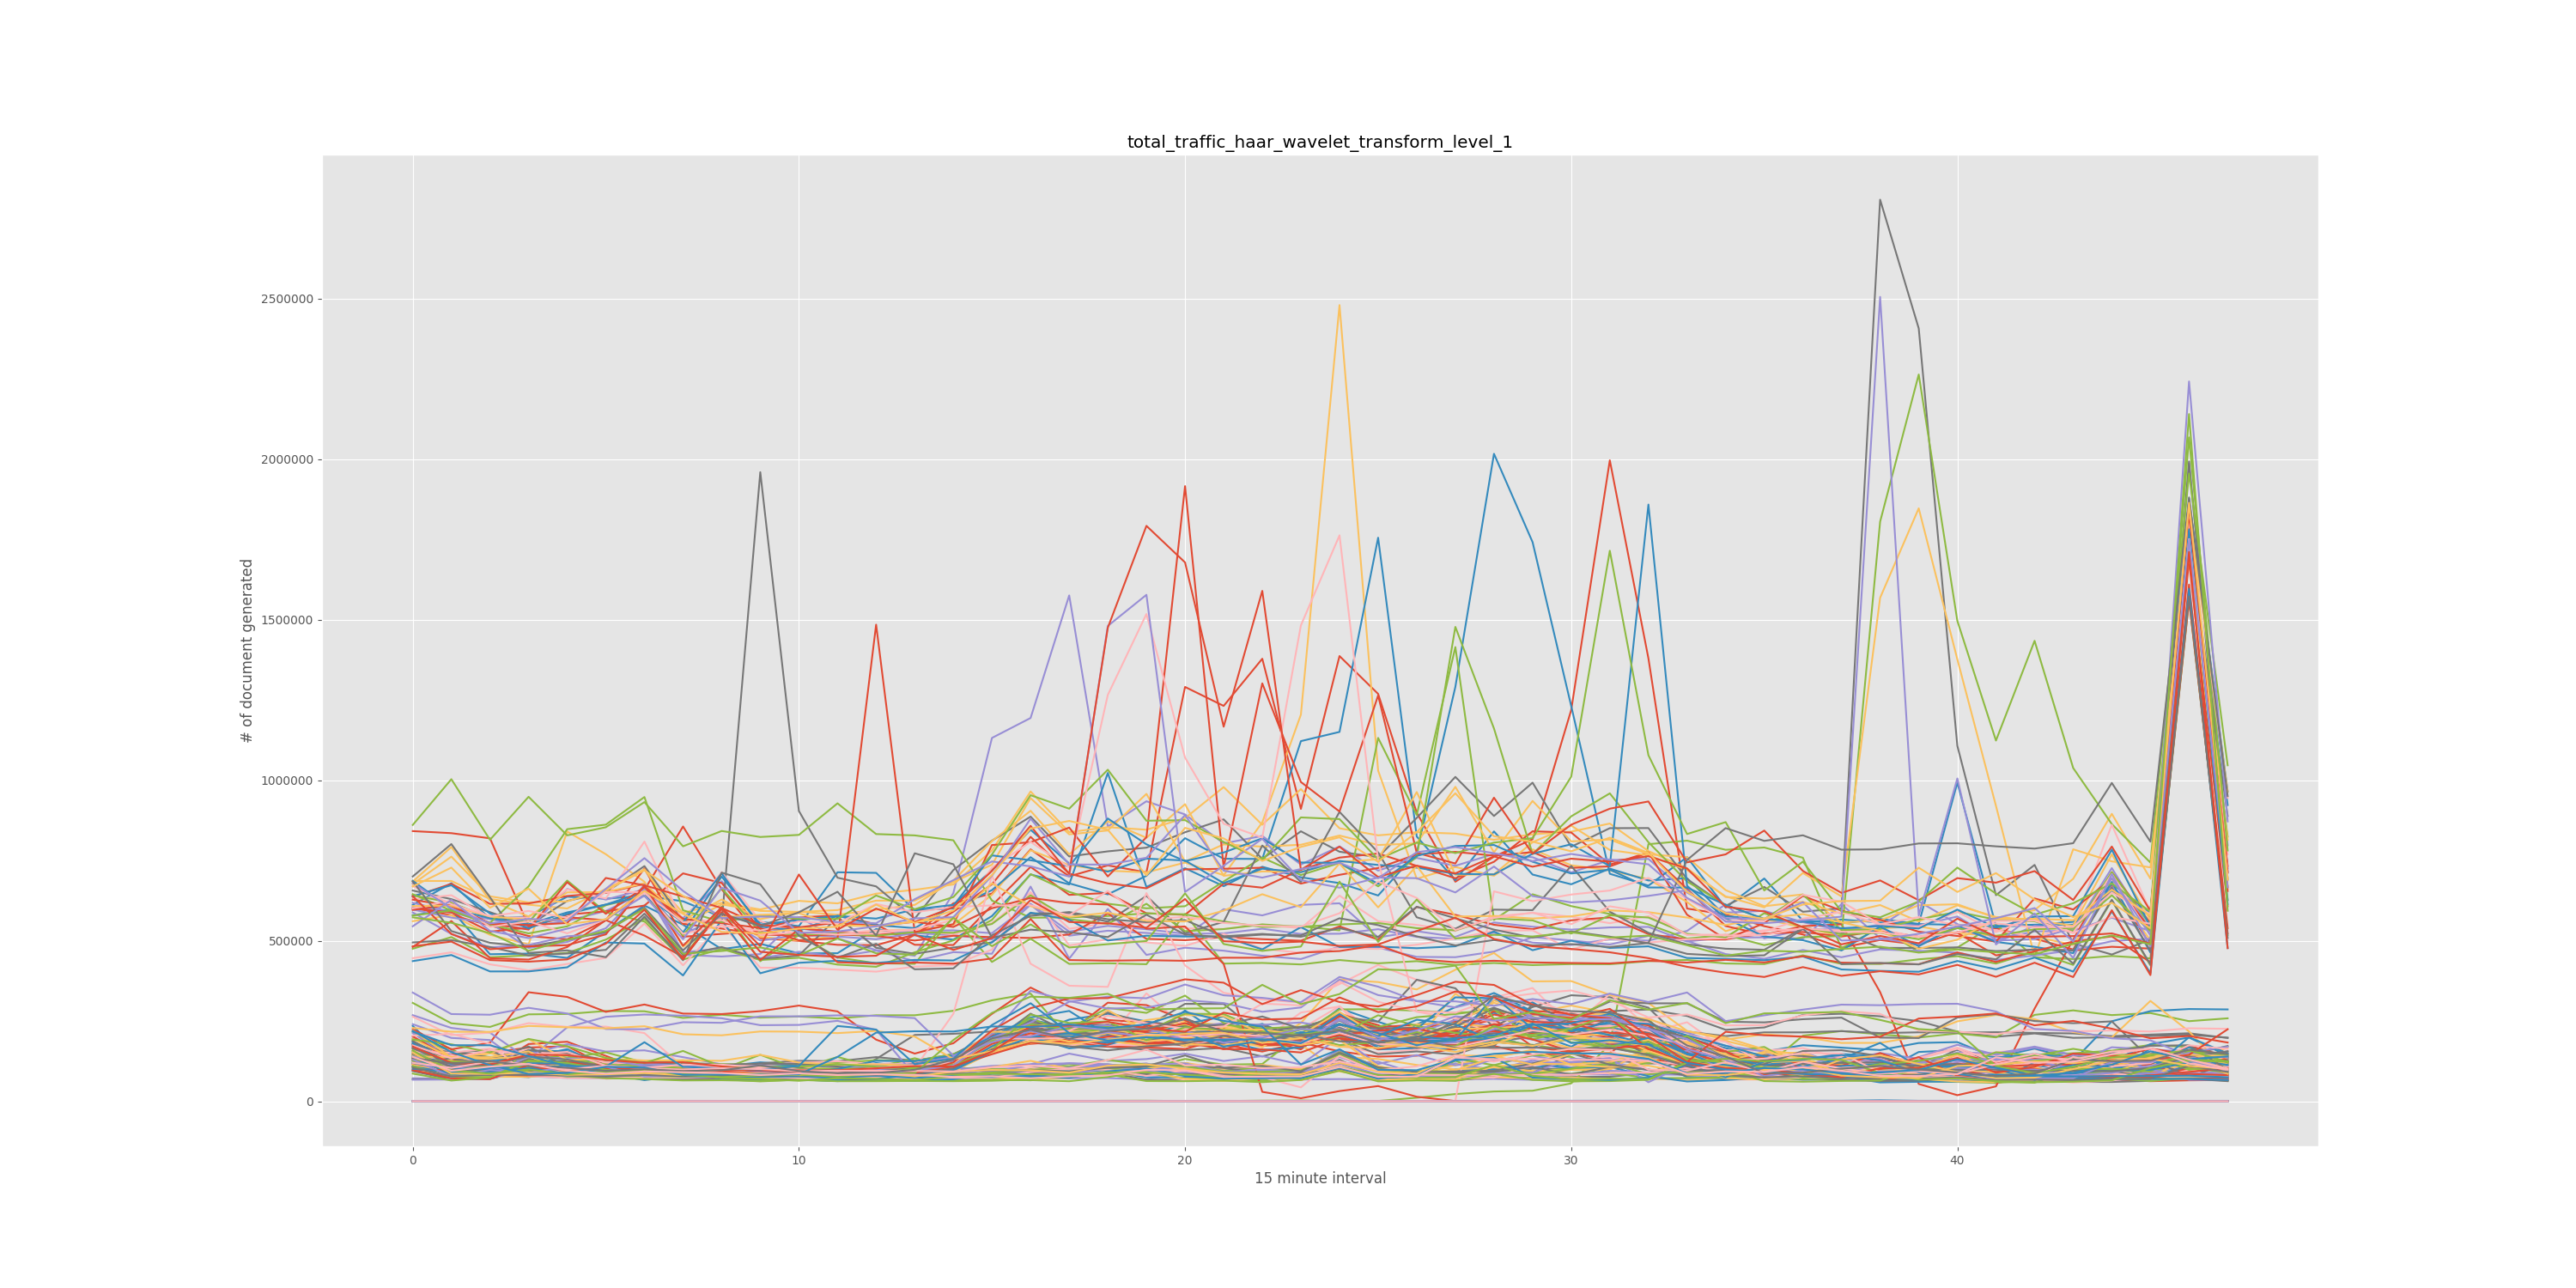 total_traffic_haar_wavelet_transform_level_1
2500000
2000000
1500000
1000000
500000
0
# of document generated
0 10 20 30 40
15 minute interval